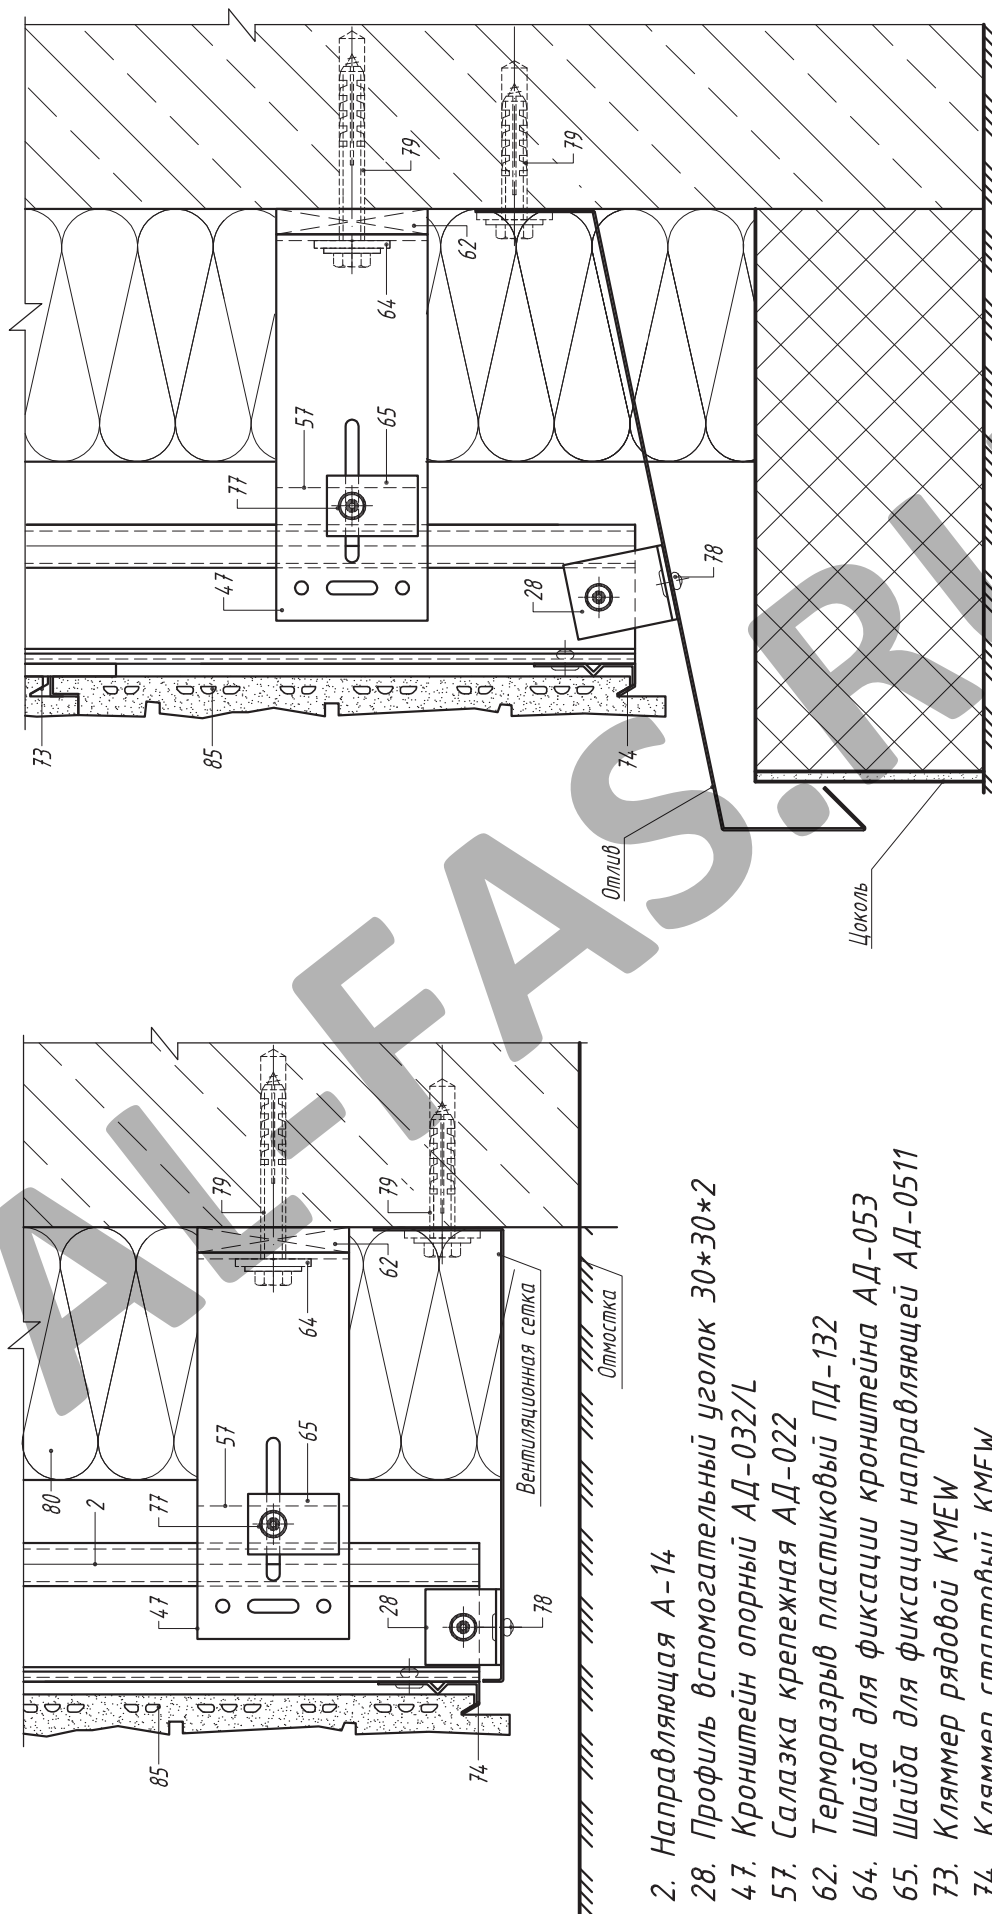 79
79
62
64
57
65
77
47
28
78
73
85
74
Отлив
Цоколь
79
79
62
64
57
65
80
2
77
47
28
78
85
74
Вентиляционная сетка
Отмостка
AL-FAS.RU
2. Направляющая А-14
28. Профиль вспомогательный уголок 30*30*2
47. Кронштейн опорный АД-032/L
57. Салазка крепежная АД-022
62. Терморазрыв пластиковый ПД-132
64. Шайба для фиксации кронштейна АД-053
65. Шайба для фиксации направляющей АД-0511
73. Кляммер рядовой KMEW
74. Кляммер стартовый KMEW